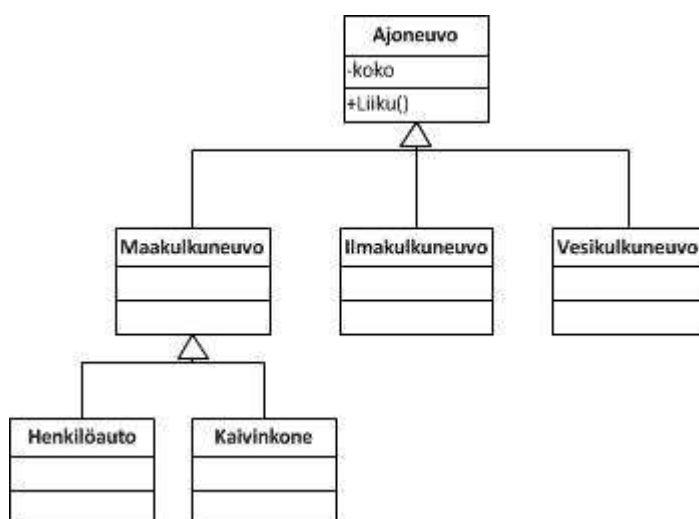 Ajoneuvo
-koko
+Liiku()
Maakulkuneuvo
Ilmakulkuneuvo
Vesikulkuneuvo
Henkilöauto
Kaivinkone